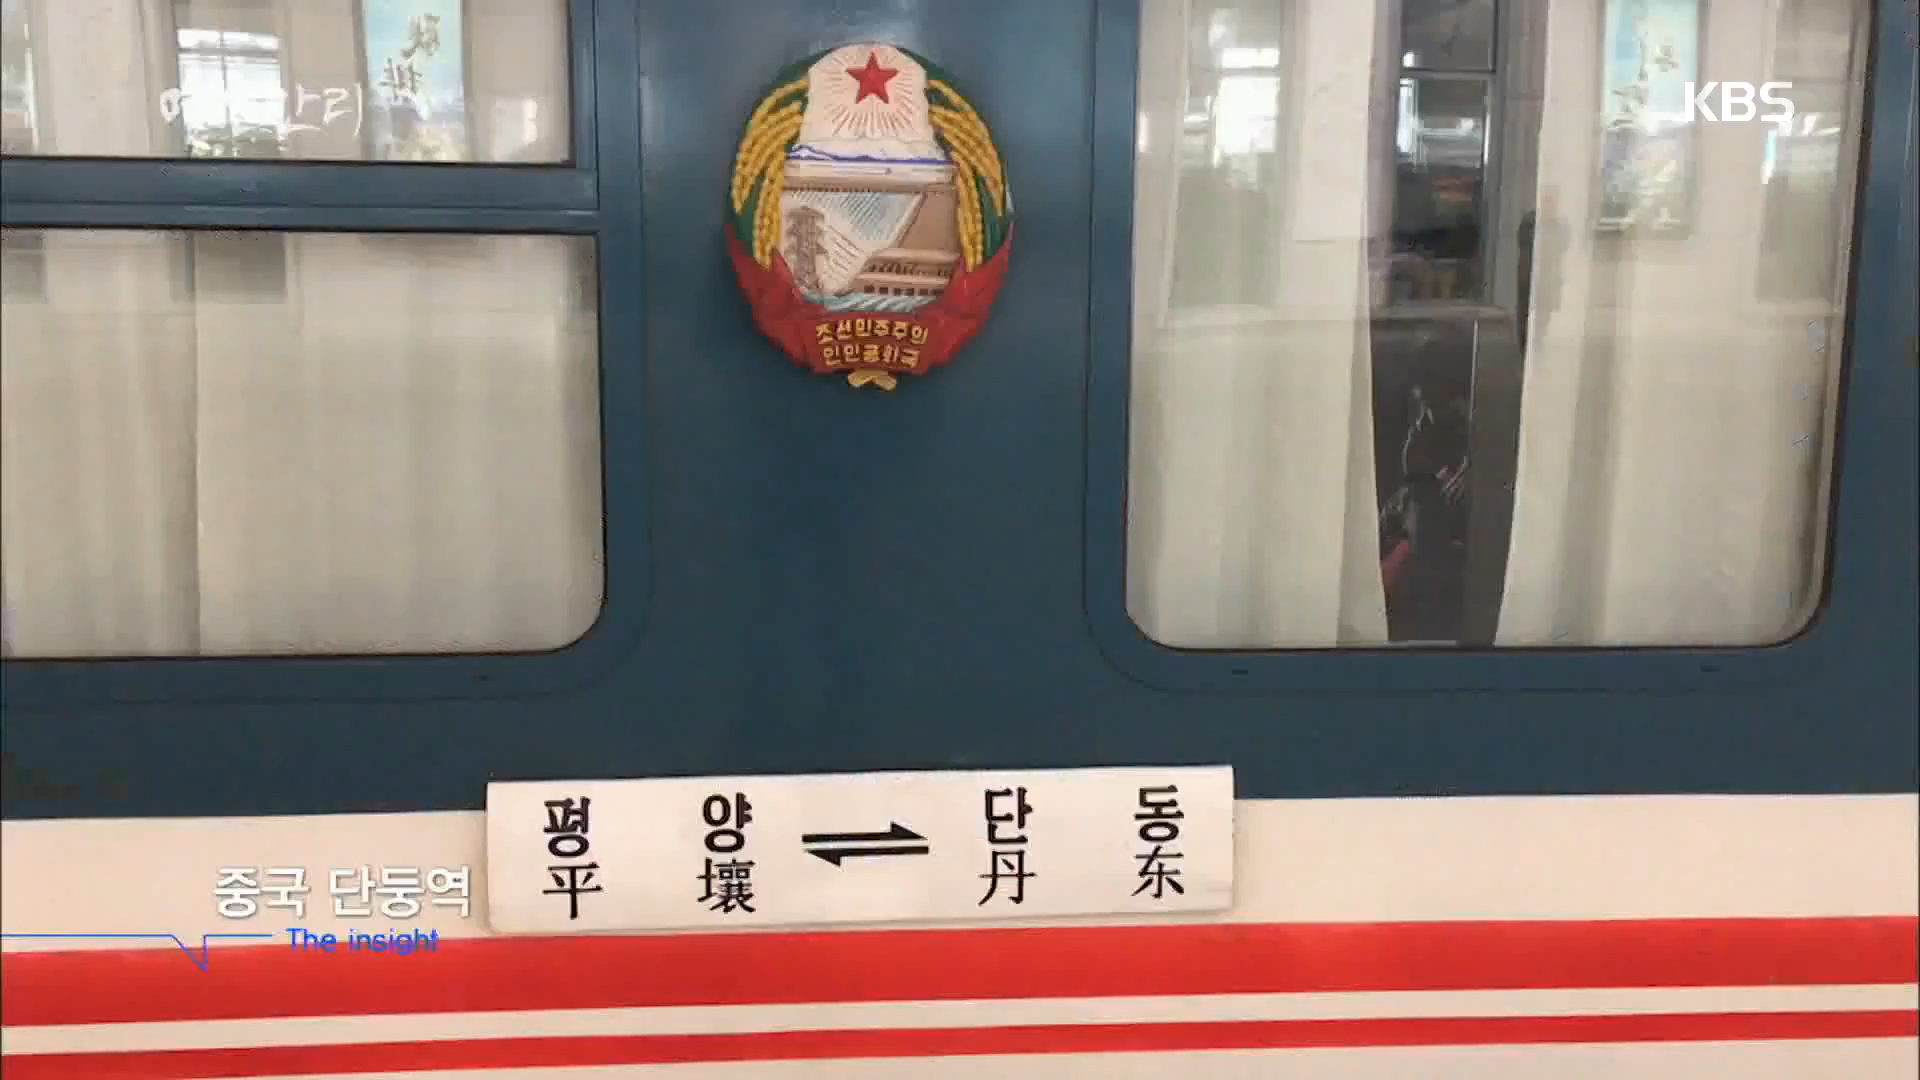 KBS
조선민주주의
인민공화국
평 양 ⇌ 단 동
平 壤 丹 东
중국 단둥역
The insight